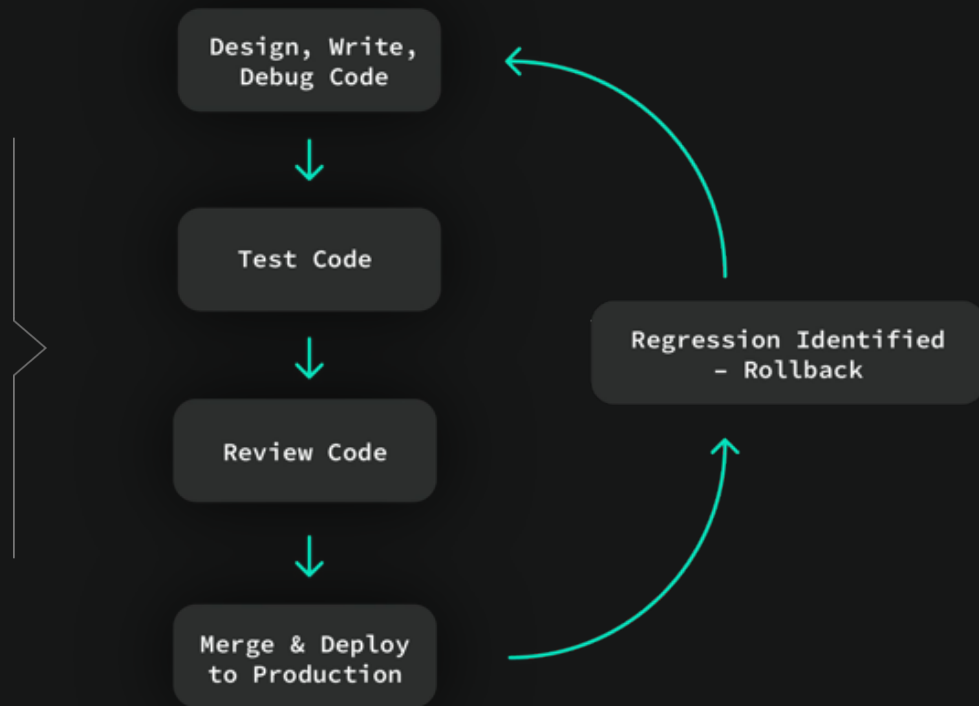 Design, Write,
Debug Code
Test Code
Review Code
Merge & Deploy
to Production
Regression Identified
– Rollback